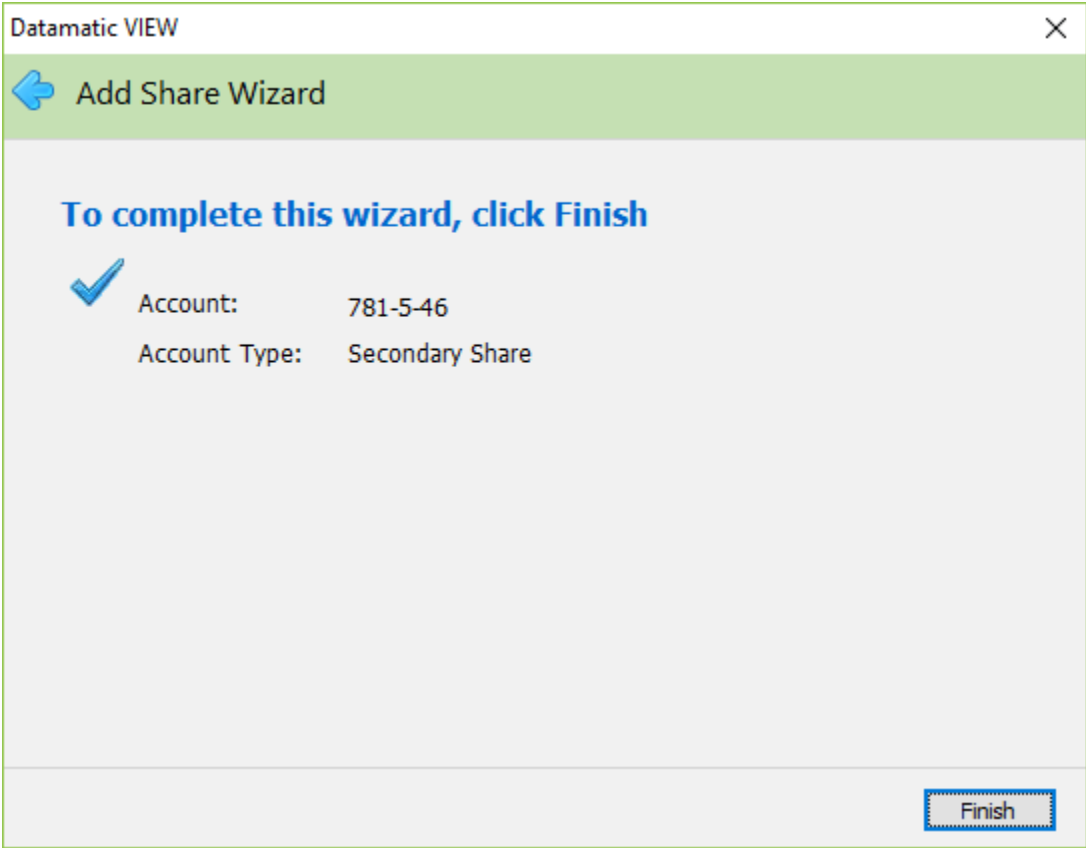 Datamatic VIEW
Add Share Wizard
To complete this wizard, click Finish
Account: 781-5-46
Account Type: Secondary Share
Finish